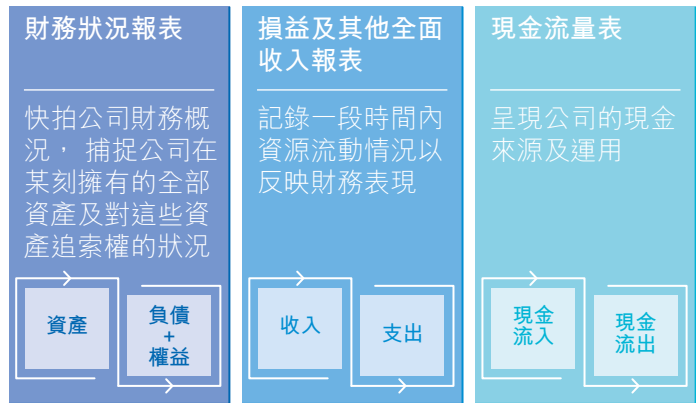 財務狀況報表
快拍公司財務概
況， 捕捉公司在
某刻擁有的全部
資產及對這些資
產追索權的狀況
資產
負債
+
權益
損益及其他全面
收入報表
記錄一段時間內
資源流動情況以
反映財務表現
收入
支出
現金流量表
呈現公司的現金
來源及運用
現金
流入
現金
流出